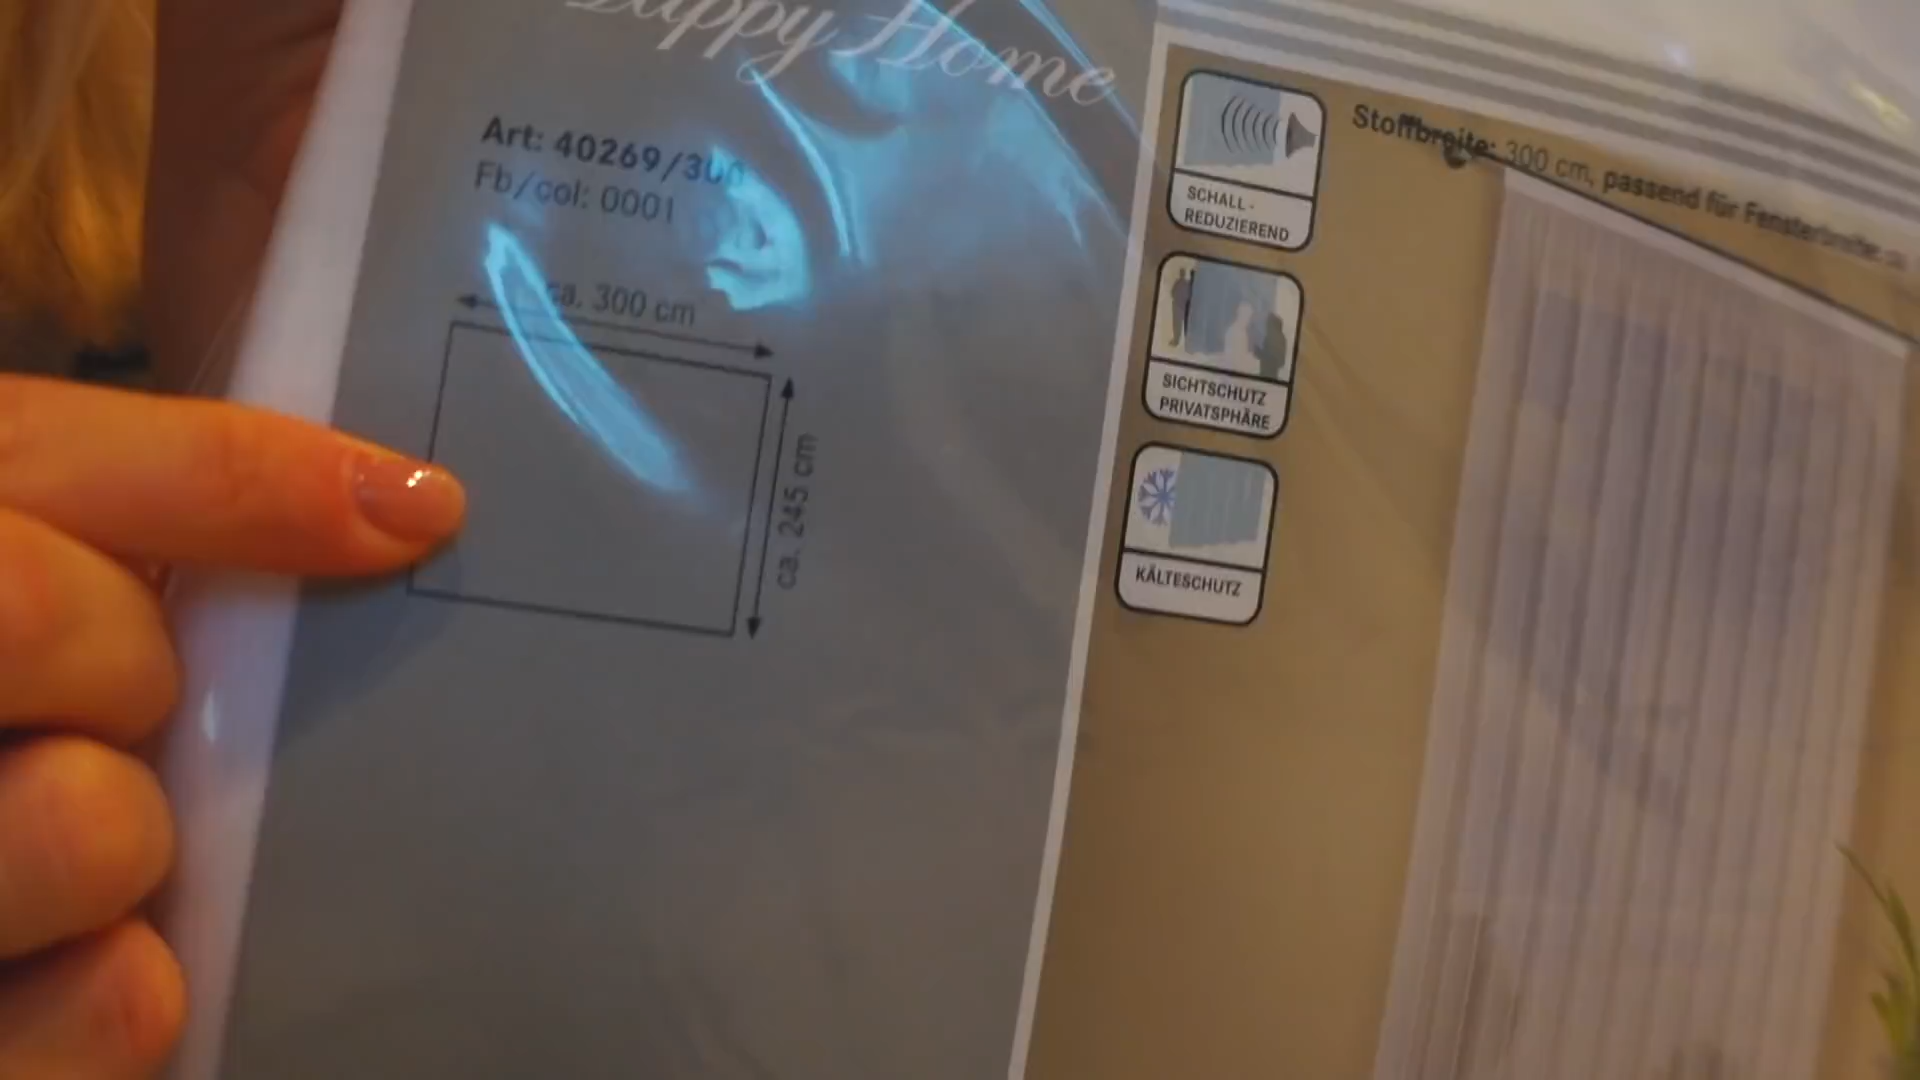 Happy Home
Art: 40269/300
Fb/col: 0001
ca. 300 cm
ca. 245 cm
SCHALL-
REDUZIEREND
SICHTSCHUTZ
PRIVATSPHÄRE
KÄLTESCHUTZ
Stoffbreite: 300 cm, passend für Fensterbreite